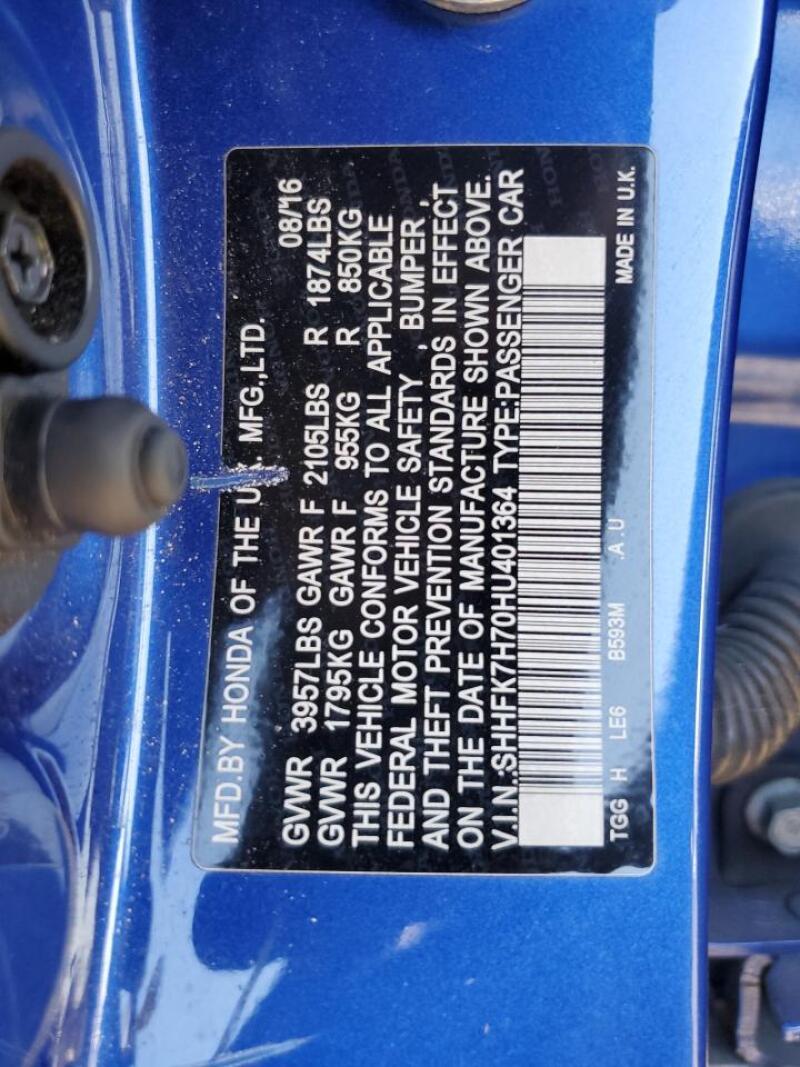 MFD.BY HONDA OF THE U.K. MFG.,LTD. 08/16
GVWR 3957LBS GAWR F 2105LBS R 1874LBS
GVWR 1795KG GAWR F 955KG R 850KG
THIS VEHICLE CONFORMS TO ALL APPLICABLE
FEDERAL MOTOR VEHICLE SAFETY , BUMPER ,
AND THEFT PREVENTION STANDARDS IN EFFECT
ON THE DATE OF MANUFACTURE SHOWN ABOVE.
V.I.N.:SHHFK7H70HU401364 TYPE:PASSENGER CAR
TGG H LE6 B593M .A.U MADE IN U.K.